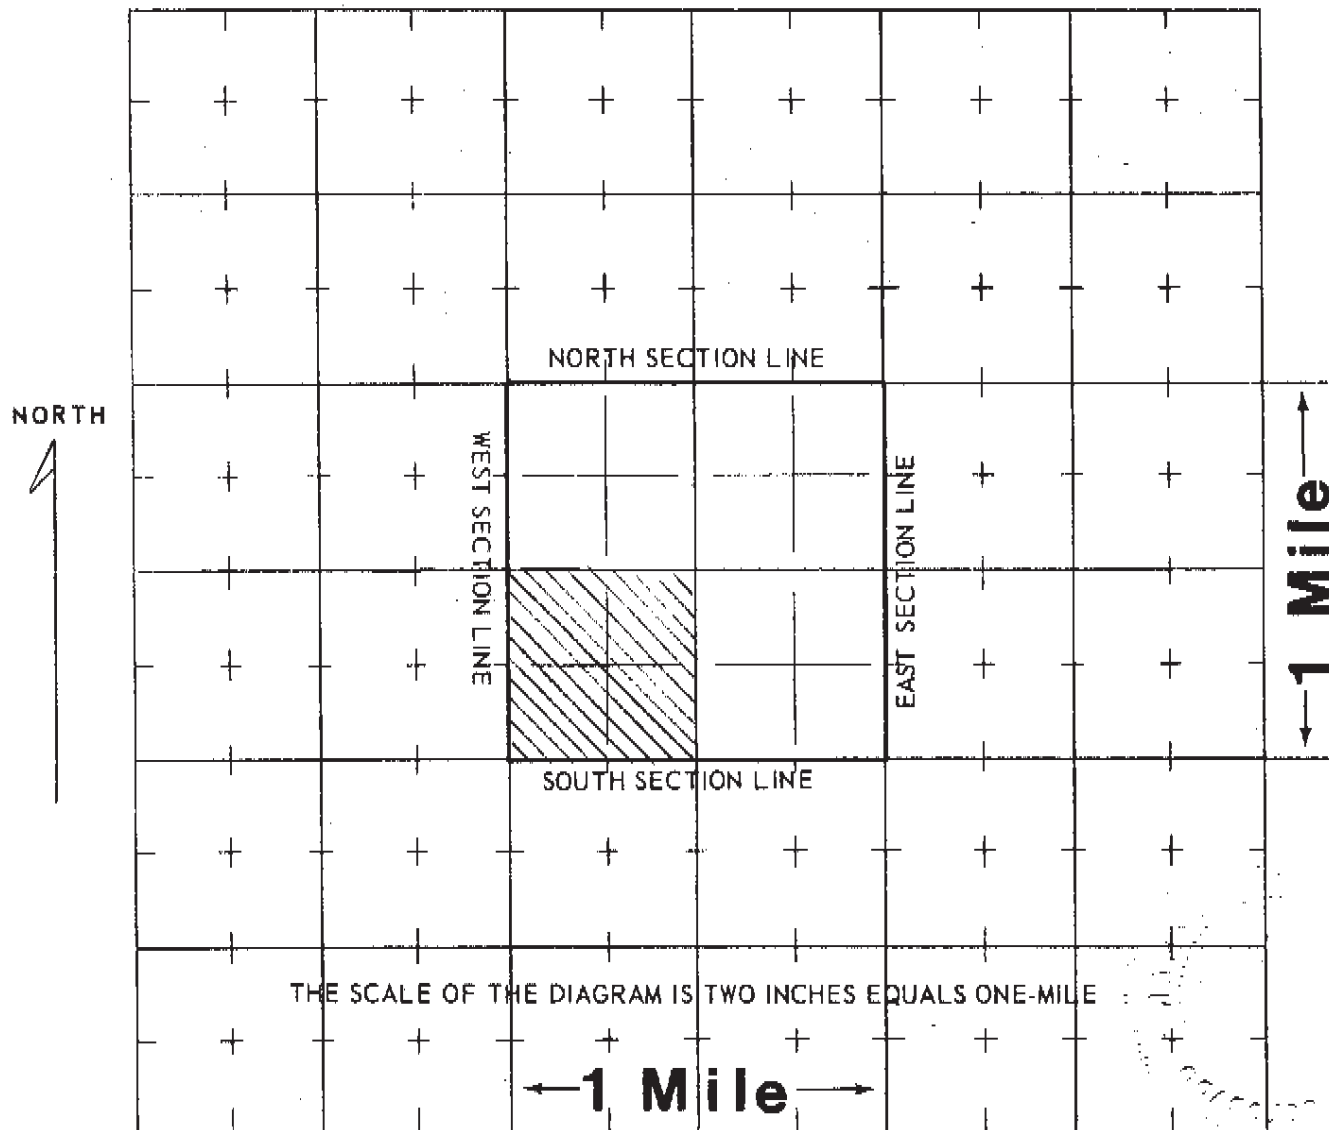 NORTH SECTION LINE
NORTH
WEST SECTION LINE
EAST SECTION LINE
1 Mile
SOUTH SECTION LINE
THE SCALE OF THE DIAGRAM IS TWO INCHES EQUALS ONE-MILE
1 Mile